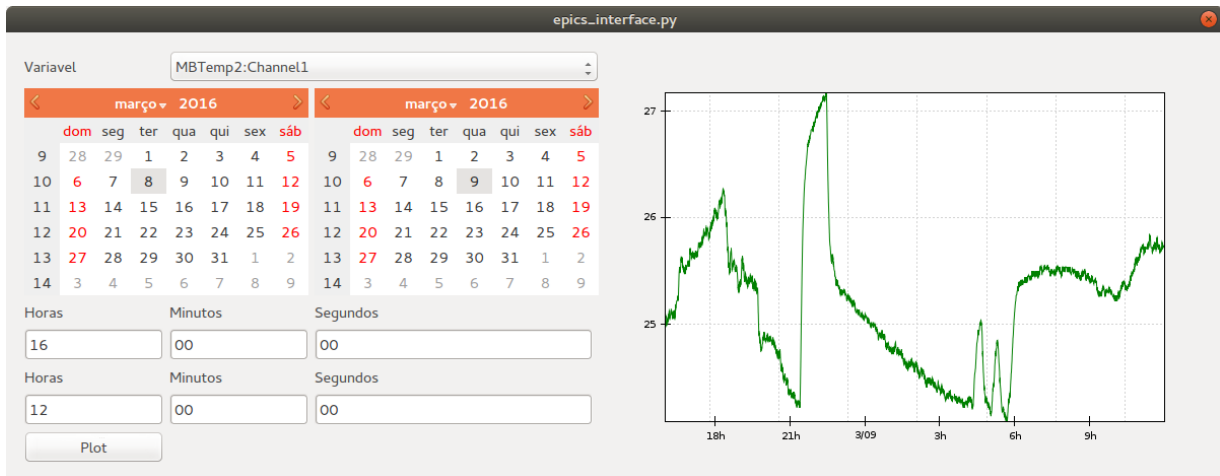 epics_interface.py
Variavel MBTemp2:Channel1
março 2016 março 2016
dom seg ter qua qui sex sáb dom seg ter qua qui sex sáb
9 28 29 1 2 3 4 5 9 28 29 1 2 3 4 5
10 6 7 8 9 10 11 12 10 6 7 8 9 10 11 12
11 13 14 15 16 17 18 19 11 13 14 15 16 17 18 19
12 20 21 22 23 24 25 26 12 20 21 22 23 24 25 26
13 27 28 29 30 31 1 2 13 27 28 29 30 31 1 2
14 3 4 5 6 7 8 9 14 3 4 5 6 7 8 9
Horas Minutos Segundos
16 00 00
Horas Minutos Segundos
12 00 00
Plot
27
26
25
18h 21h 3/09 3h 6h 9h